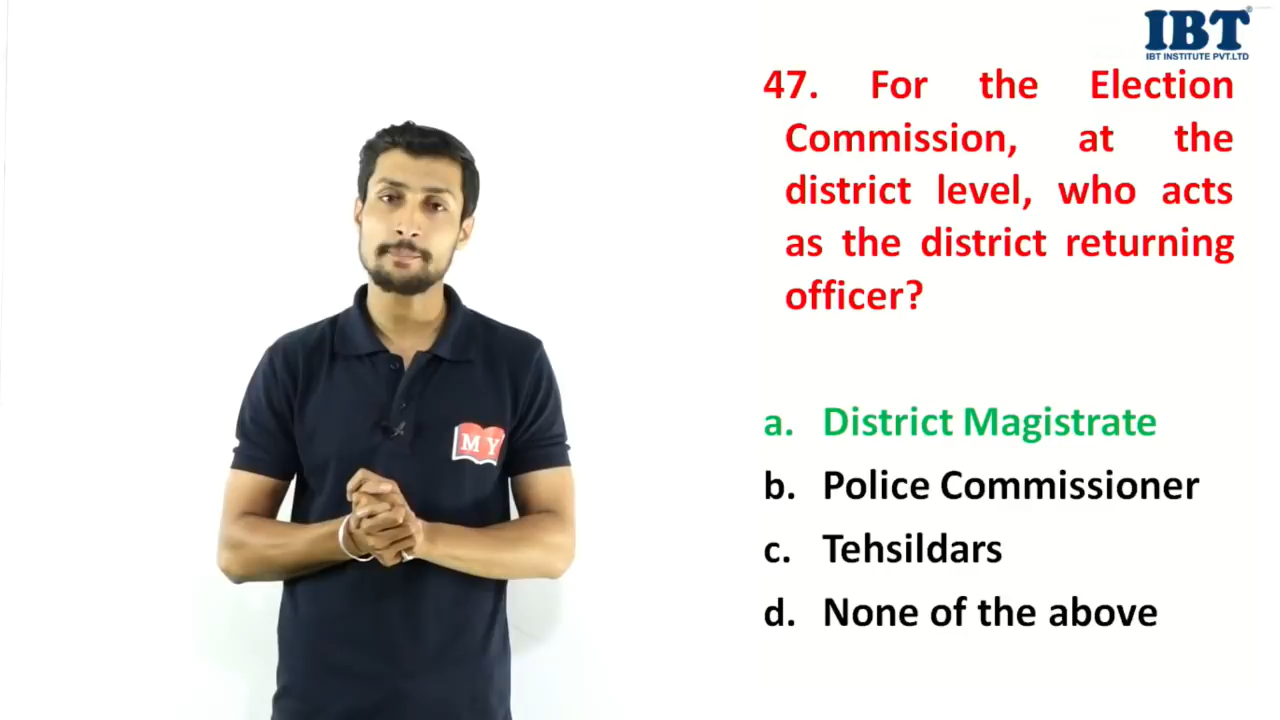 IBT
IBT INSTITUTE PVT.LTD
47. For the Election
Commission, at the
district level, who acts
as the district returning
officer?
a. District Magistrate
b. Police Commissioner
c. Tehsildars
d. None of the above
M Y